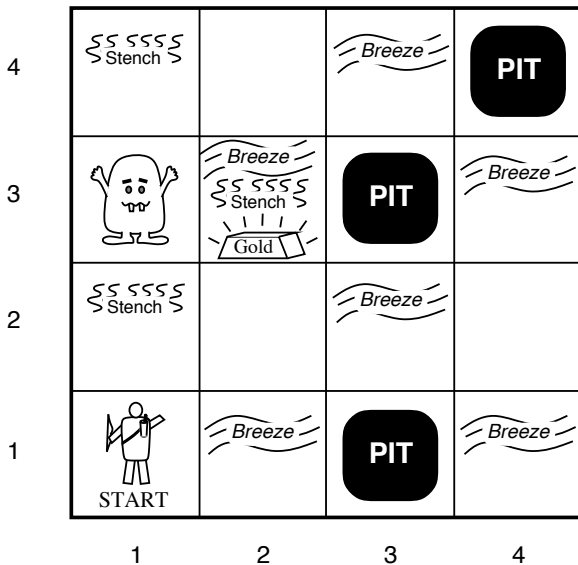 4
Stench
Breeze
PIT
3
Breeze
Stench
Gold
PIT
Breeze
2
Stench
Breeze
1
START
Breeze
PIT
Breeze
1 2 3 4